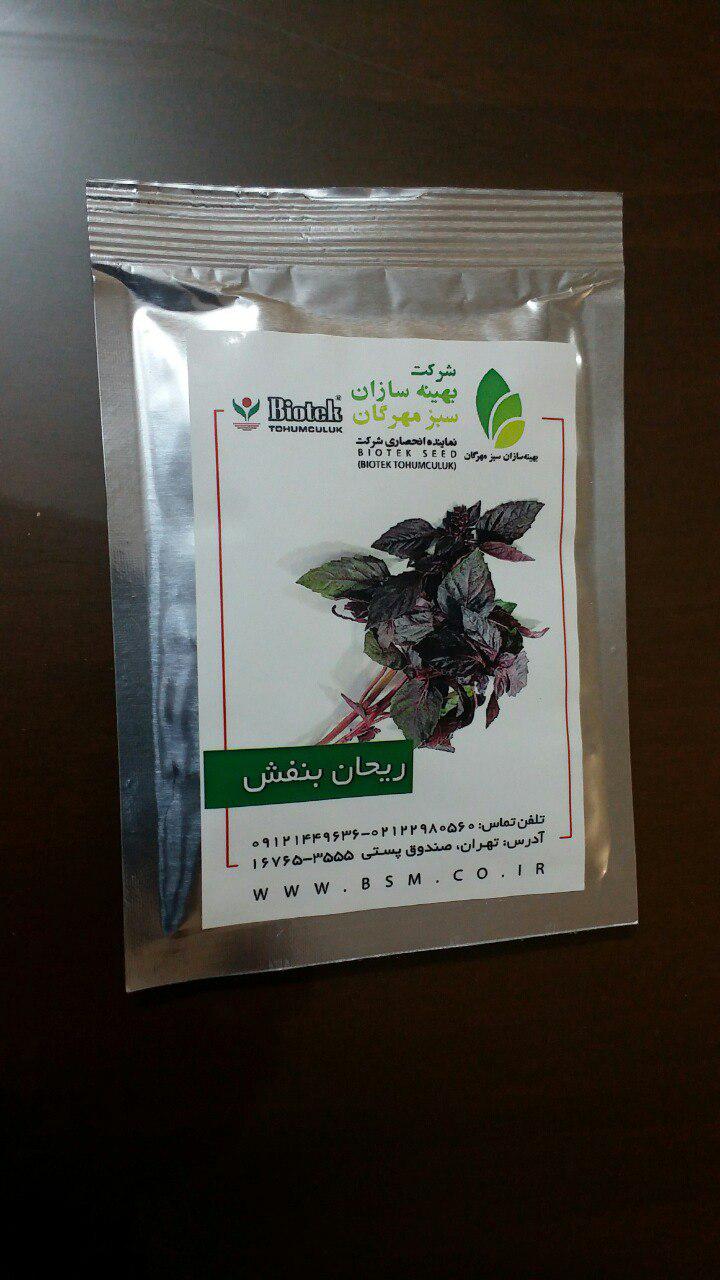 شرکت
بهینه سازان
سبز مهرگان
نماینده انحصاری شرکت
BIOTEK SEED
(BIOTEK TOHUMCULUK)
بهینه‌سازان سبز مهرگان
Biotek®
TOHUMCULUK
ریحان بنفش
تلفن تماس: ۰۲۱۲۲۹۸۰۵۶۰-۰۹۱۲۱۴۴۹۶۳۶
آدرس: تهران، صندوق پستی ۳۵۵۵-۱۶۷۶۵
WWW.BSM.CO.IR